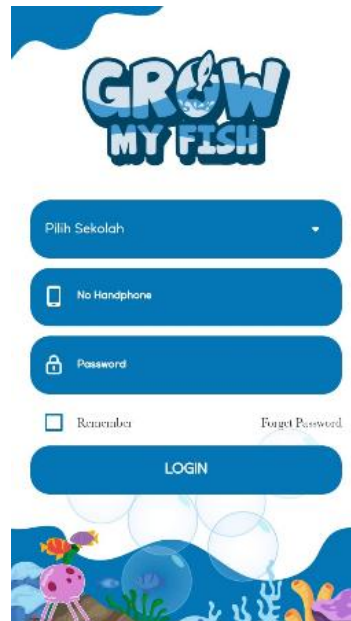 GROW
MY FISH
Pilih Sekolah
No Handphone
Password
Remember
Forget Password
LOGIN